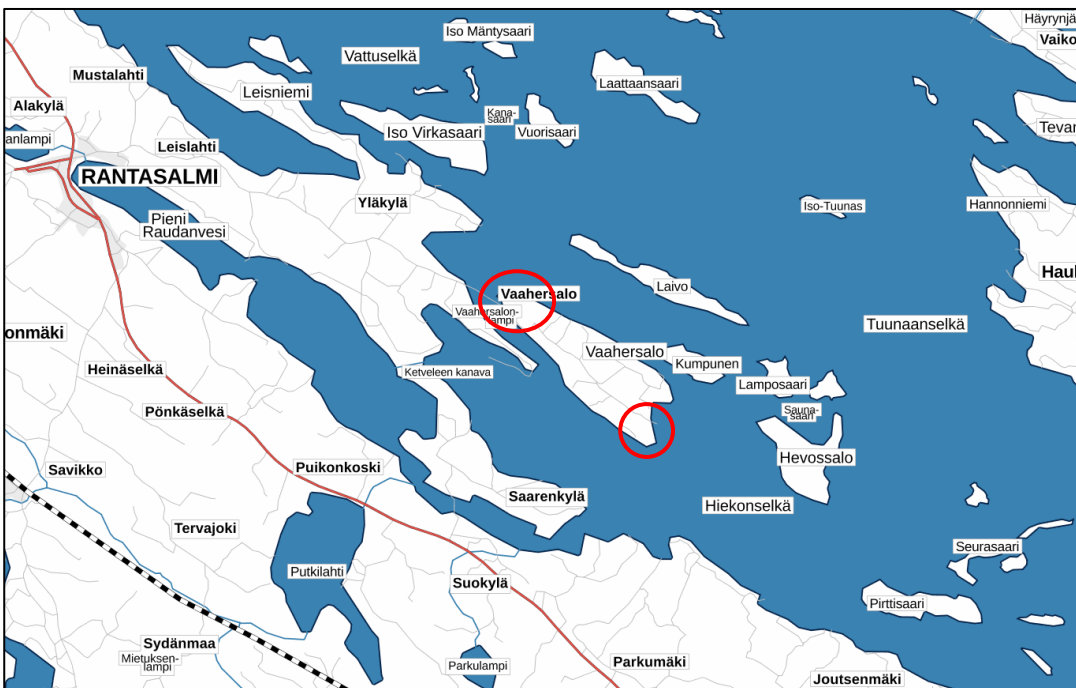 Häyrynjä
Iso Mäntysaari
Vaiko
Vattuselkä
Mustalahti
Laattaansaari
Leisniemi
Alakylä
Kana-
saari
Tevar
Iso Virkasaari
Vuorisaari
anlampi
Leislahti
RANTASALMI
Yläkylä
Hannonniemi
Iso-Tuunas
Pieni
Raudanvesi
Haul
Laivo
Vaahersalo
Vaahersalon-
lampi
Tuunaanselkä
onmäki
Vaahersalo
Kumpunen
Heinäselkä
Ketveleen kanava
Lamposaari
Pönkäselkä
Sauna-
saari
Hevossalo
Savikko
Puikonkoski
Saarenkylä
Hiekonselkä
Tervajoki
Seurasaari
Putkilahti
Suokylä
Pirttisaari
Sydänmaa
Mietuksen-
lampi
Parkulampi
Parkumäki
Joutsenmäki